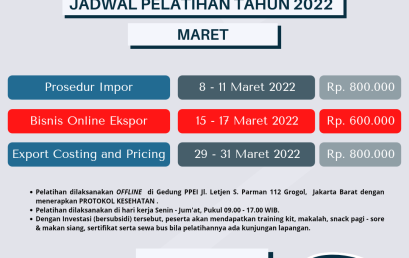 JADWAL PELATIHAN TAHUN 2022
MARET
Prosedur Impor 8 - 11 Maret 2022 Rp. 800.000
Bisnis Online Ekspor 15 - 17 Maret 2022 Rp. 600.000
Export Costing and Pricing 29 - 31 Maret 2022 Rp. 800.000
• Pelatihan dilaksanakan OFFLINE di Gedung PPEI Jl. Letjen S. Parman 112 Grogol, Jakarta Barat dengan
menerapkan PROTOKOL KESEHATAN .
• Pelatihan dilaksanakan di hari kerja Senin - Jum'at, Pukul 09.00 - 17.00 WIB.
• Dengan Investasi (bersubsidi) tersebut, peserta akan mendapatkan training kit, makalah, snack pagi - sore
& makan siang, sertifikat serta sewa bus bila pelatihannya ada kunjungan lapangan.